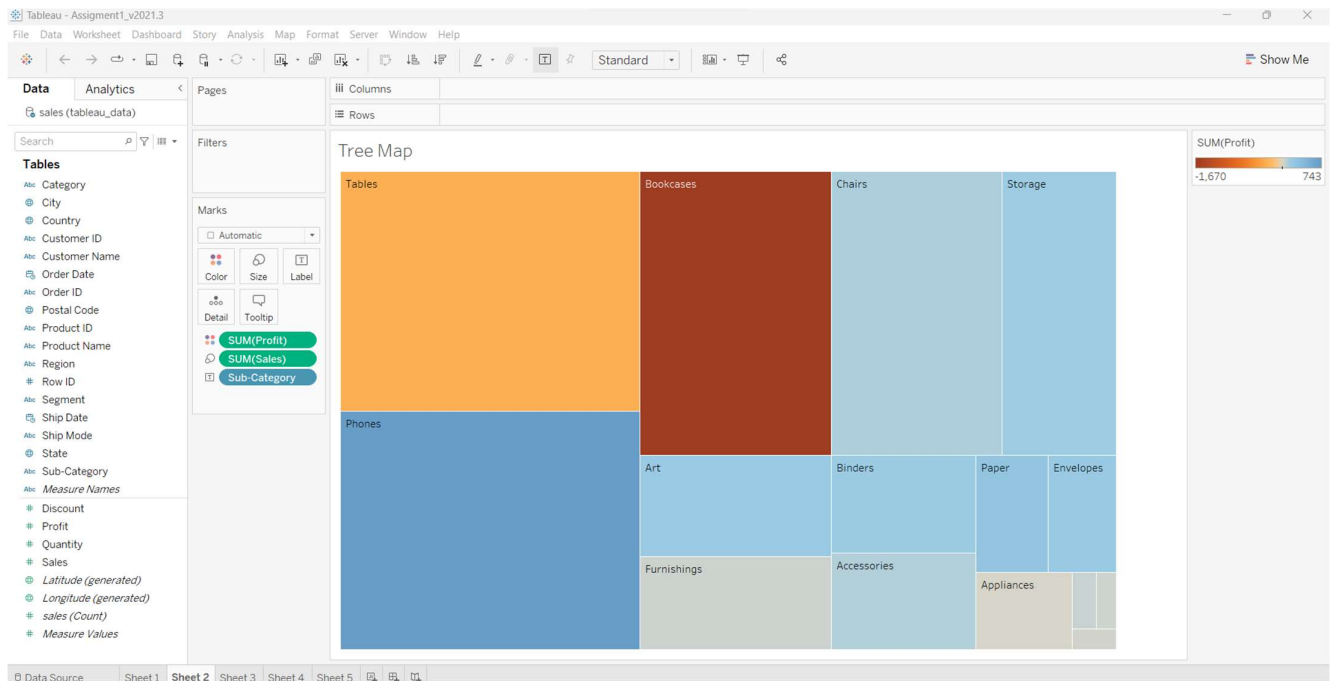 Tableau - Assigment1_v2021.3
File Data Worksheet Dashboard Story Analysis Map Format Server Window Help
Standard
Show Me
Data Analytics
sales (tableau_data)
Search
Tables
Abc Category
City
Country
Abc Customer ID
Abc Customer Name
Order Date
Abc Order ID
Postal Code
Abc Product ID
Abc Product Name
Abc Region
# Row ID
Abc Segment
Ship Date
Abc Ship Mode
State
Abc Sub-Category
Abc Measure Names
# Discount
# Profit
# Quantity
# Sales
Latitude (generated)
Longitude (generated)
# sales (Count)
# Measure Values
Pages
Filters
Marks
Automatic
Color Size Label
Detail Tooltip
SUM(Profit)
SUM(Sales)
T Sub-Category
Columns
Rows
Tree Map
Tables Bookcases Chairs Storage
Phones
Art Binders Paper Envelopes
Furnishings Accessories
Appliances
SUM(Profit)
-1,670 743
Data Source Sheet 1 Sheet 2 Sheet 3 Sheet 4 Sheet 5